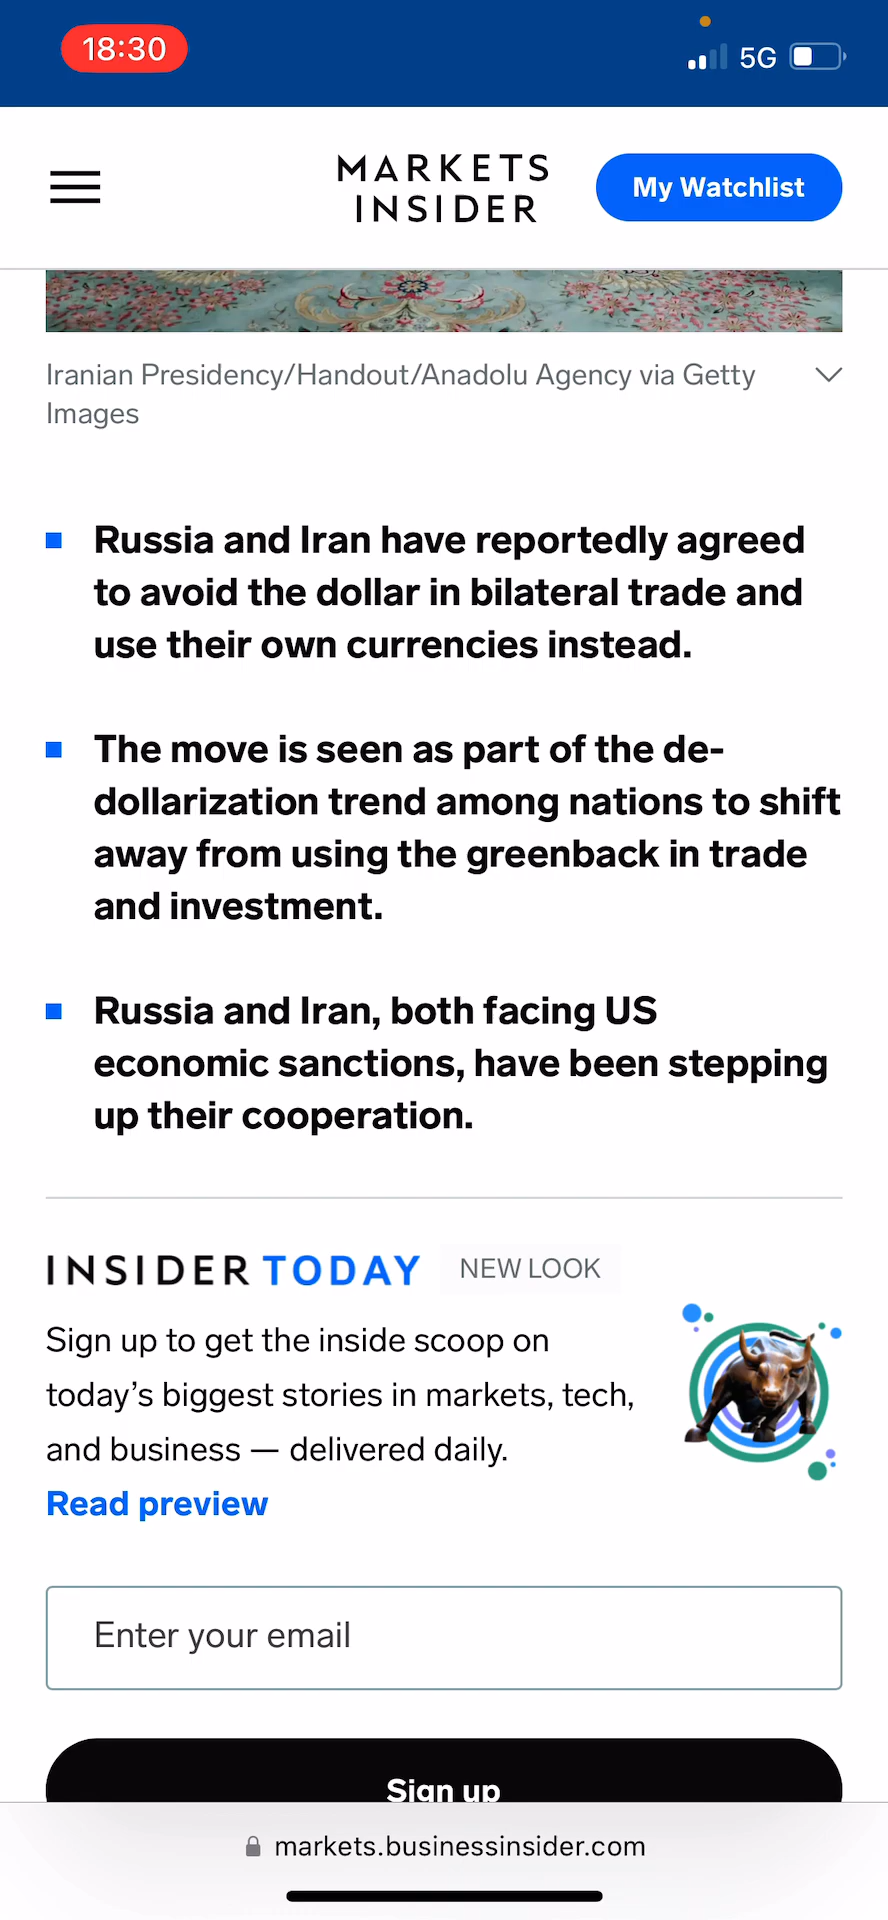 18:30
5G
MARKETS
INSIDER
My Watchlist
Iranian Presidency/Handout/Anadolu Agency via Getty
Images
Russia and Iran have reportedly agreed
to avoid the dollar in bilateral trade and
use their own currencies instead.
The move is seen as part of the de-
dollarization trend among nations to shift
away from using the greenback in trade
and investment.
Russia and Iran, both facing US
economic sanctions, have been stepping
up their cooperation.
INSIDER TODAY NEW LOOK
Sign up to get the inside scoop on
today’s biggest stories in markets, tech,
and business — delivered daily.
Read preview
Enter your email
Sign up
markets.businessinsider.com